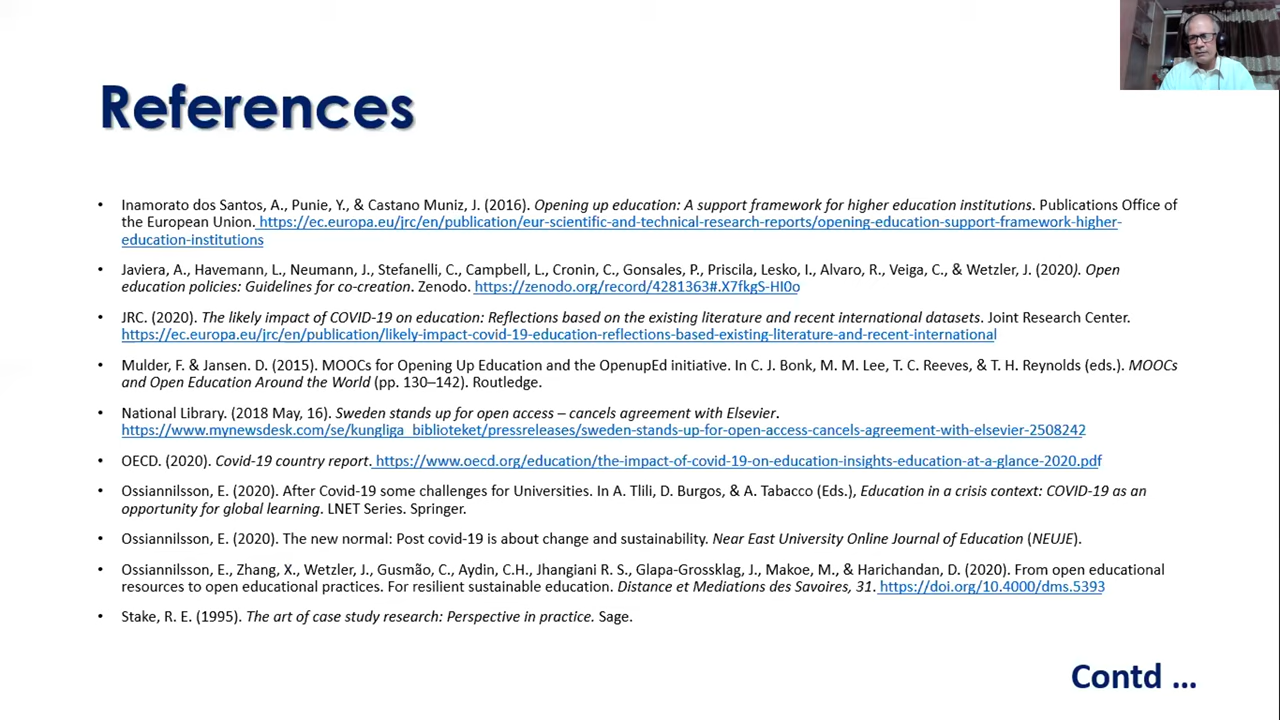 References
• Inamorato dos Santos, A., Punie, Y., & Castano Muniz, J. (2016). Opening up education: A support framework for higher education institutions. Publications Office of
the European Union. https://ec.europa.eu/jrc/en/publication/eur-scientific-and-technical-research-reports/opening-education-support-framework-higher-
education-institutions
• Javiera, A., Havemann, L., Neumann, J., Stefanelli, C., Campbell, L., Cronin, C., Gonsales, P., Priscila, Lesko, I., Alvaro, R., Veiga, C., & Wetzler, J. (2020). Open
education policies: Guidelines for co-creation. Zenodo. https://zenodo.org/record/4281363#.X7fkgS-HI0o
• JRC. (2020). The likely impact of COVID-19 on education: Reflections based on the existing literature and recent international datasets. Joint Research Center.
https://ec.europa.eu/jrc/en/publication/likely-impact-covid-19-education-reflections-based-existing-literature-and-recent-international
• Mulder, F. & Jansen. D. (2015). MOOCs for Opening Up Education and the OpenupEd initiative. In C. J. Bonk, M. M. Lee, T. C. Reeves, & T. H. Reynolds (eds.). MOOCs
and Open Education Around the World (pp. 130–142). Routledge.
• National Library. (2018 May, 16). Sweden stands up for open access – cancels agreement with Elsevier.
https://www.mynewsdesk.com/se/kungliga_biblioteket/pressreleases/sweden-stands-up-for-open-access-cancels-agreement-with-elsevier-2508242
• OECD. (2020). Covid-19 country report. https://www.oecd.org/education/the-impact-of-covid-19-on-education-insights-education-at-a-glance-2020.pdf
• Ossiannilsson, E. (2020). After Covid-19 some challenges for Universities. In A. Tlili, D. Burgos, & A. Tabacco (Eds.), Education in a crisis context: COVID-19 as an
opportunity for global learning. LNET Series. Springer.
• Ossiannilsson, E. (2020). The new normal: Post covid-19 is about change and sustainability. Near East University Online Journal of Education (NEUJE).
• Ossiannilsson, E., Zhang, X., Wetzler, J., Gusmão, C., Aydin, C.H., Jhangiani R. S., Glapa-Grossklag, J., Makoe, M., & Harichandan, D. (2020). From open educational
resources to open educational practices. For resilient sustainable education. Distance et Mediations des Savoires, 31. https://doi.org/10.4000/dms.5393
• Stake, R. E. (1995). The art of case study research: Perspective in practice. Sage.
Contd ...